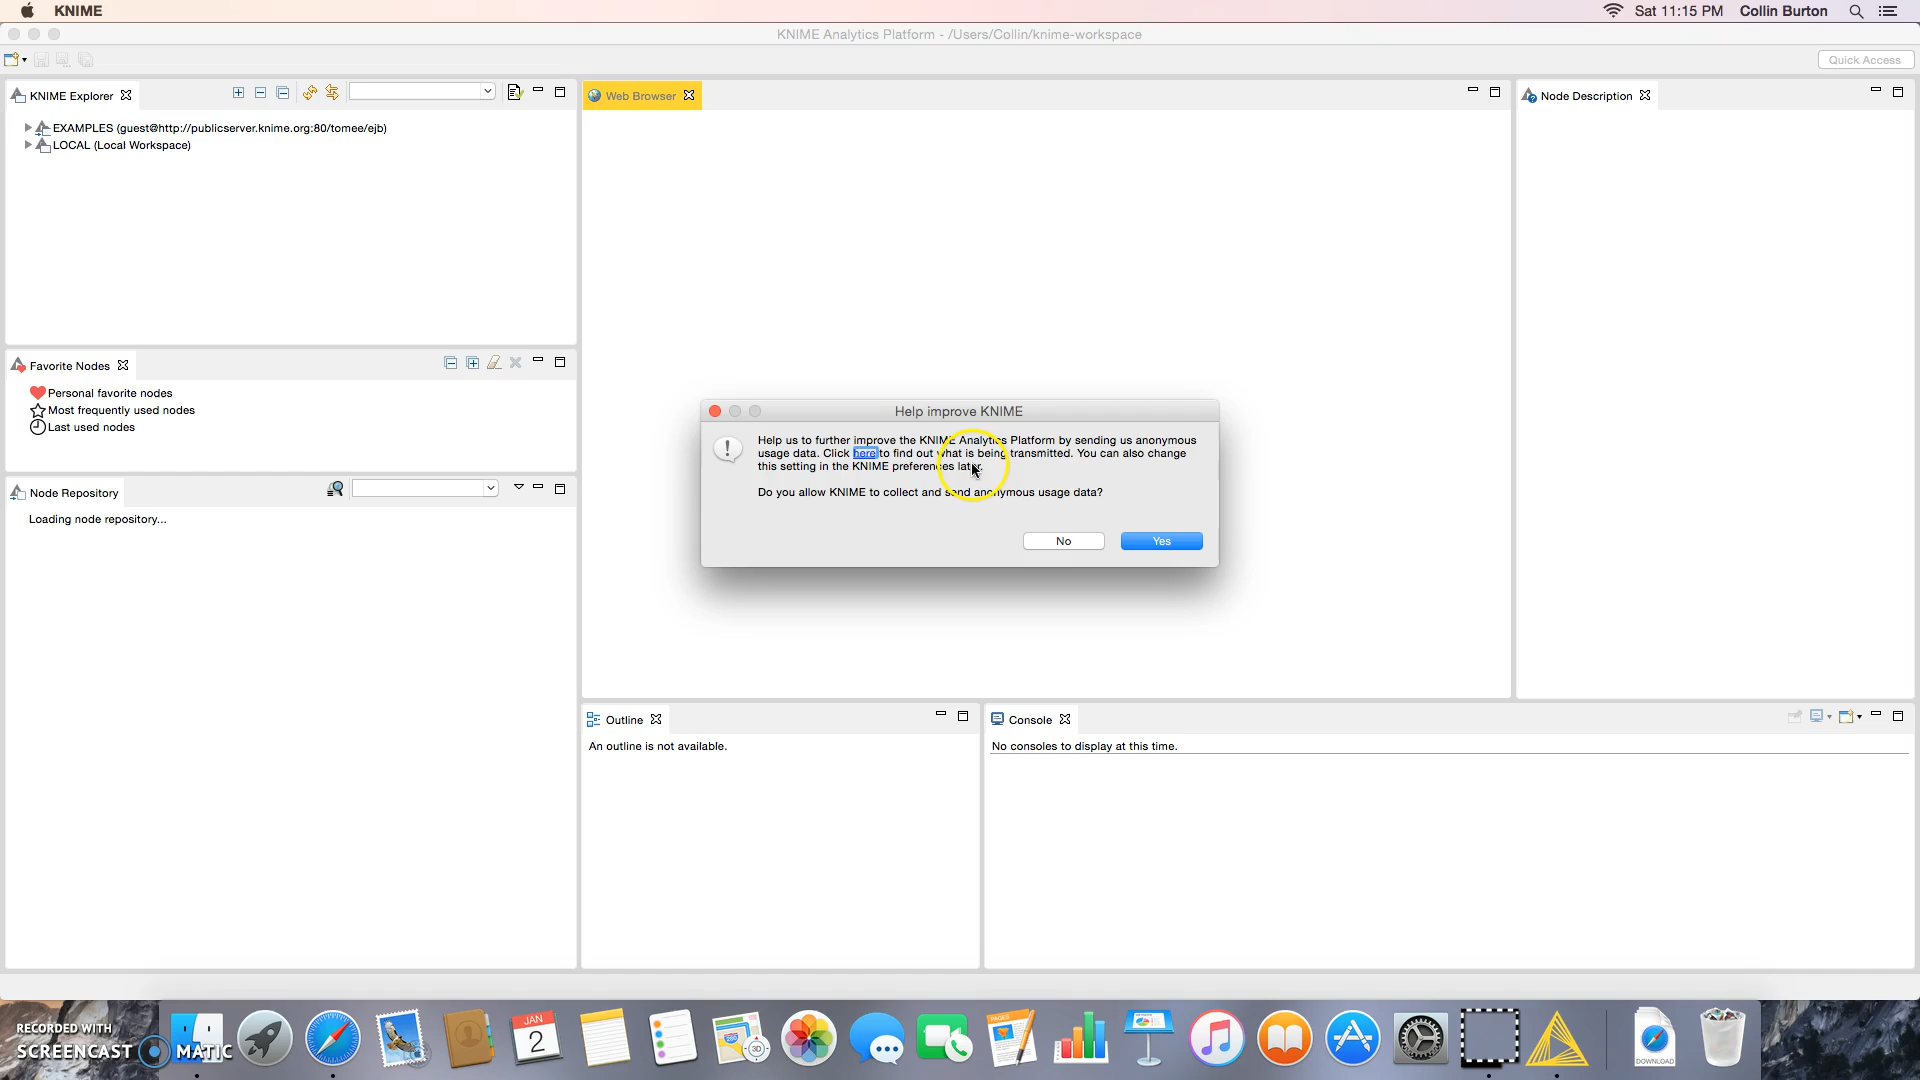 KNIME
Sat 11:15 PM Collin Burton
KNIME Analytics Platform - /Users/Collin/knime-workspace
Quick Access
KNIME Explorer
Web Browser
Node Description
EXAMPLES (guest@http://publicserver.knime.org:80/tomee/ejb)
LOCAL (Local Workspace)
Favorite Nodes
Personal favorite nodes
Most frequently used nodes
Last used nodes
Help improve KNIME
Help us to further improve the KNIME Analytics Platform by sending us anonymous
usage data. Click here to find out what is being transmitted. You can also change
this setting in the KNIME preferences later.
Do you allow KNIME to collect and send anonymous usage data?
No
Yes
Node Repository
Loading node repository...
Outline
An outline is not available.
Console
No consoles to display at this time.
RECORDED WITH
SCREENCAST MATIC
JAN
2
280
3D
PAGES
DOWNLOAD